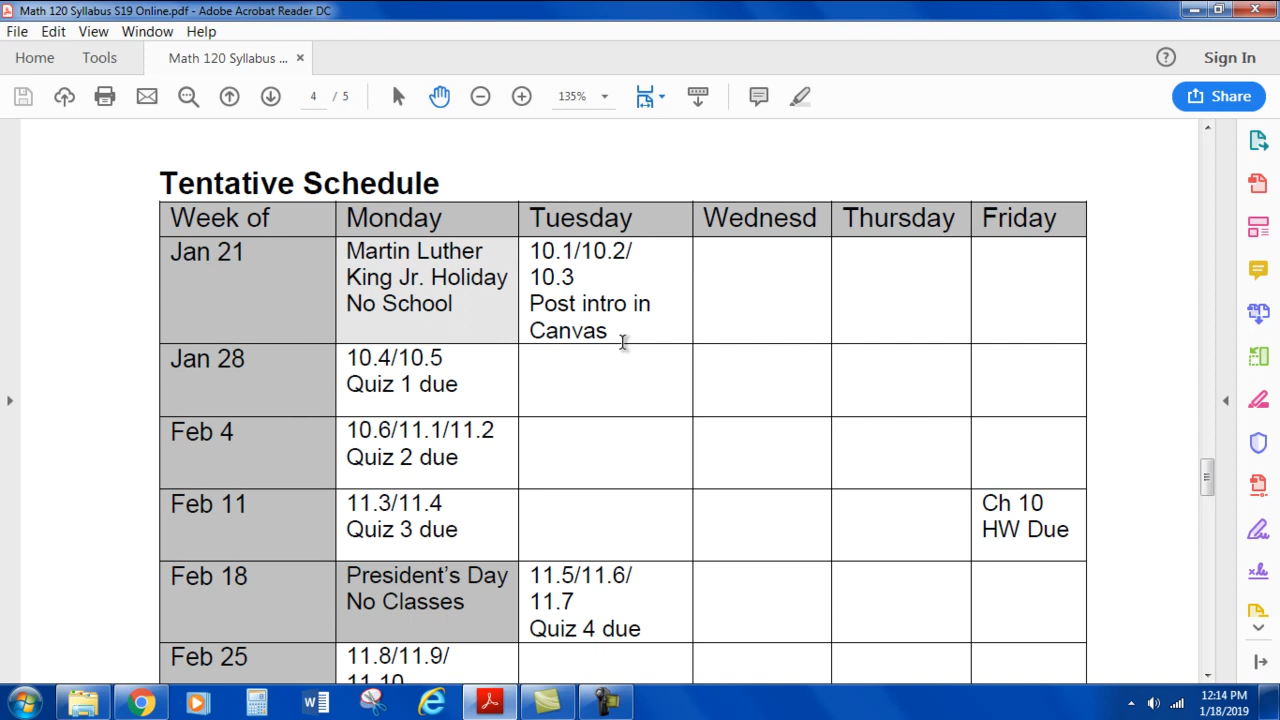 Math 120 Syllabus S19 Online.pdf - Adobe Acrobat Reader DC
File Edit View Window Help
Home Tools Math 120 Syllabus ... × ? Sign In
4 / 5 135% Share
Tentative Schedule
Week of Monday Tuesday Wednesd Thursday Friday
Jan 21 Martin Luther 10.1/10.2/
King Jr. Holiday 10.3
No School Post intro in
Canvas
Jan 28 10.4/10.5
Quiz 1 due
Feb 4 10.6/11.1/11.2
Quiz 2 due
Feb 11 11.3/11.4 Ch 10
Quiz 3 due HW Due
Feb 18 President's Day 11.5/11.6/
No Classes 11.7
Quiz 4 due
Feb 25 11.8/11.9/
11.10
12:14 PM
1/18/2019